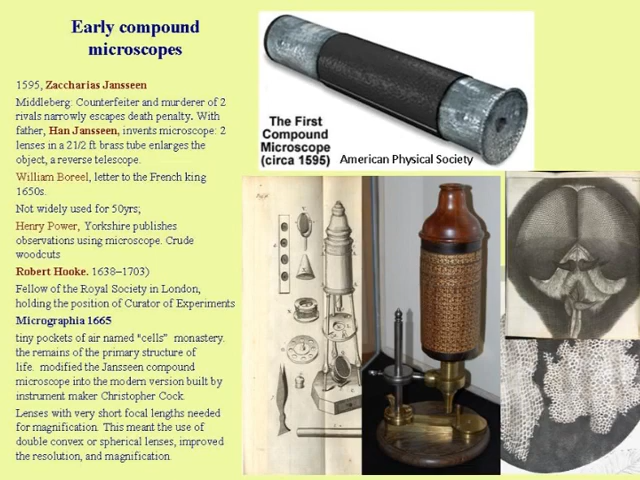 Early compound
microscopes
1595, Zaccharias Jansseen
Middleberg: Counterfeiter and murderer of 2
rivals narrowly escapes death penalty. With
father, Han Jansseen, invents microscope: 2
lenses in a 21/2 ft brass tube enlarges the
object, a reverse telescope.
William Boreel, letter to the French king
1650s.
Not widely used for 50yrs;
Henry Power, Yorkshire publishes
observations using microscope. Crude
woodcuts
Robert Hooke. 1638–1703)
Fellow of the Royal Society in London,
holding the position of Curator of Experiments
Micrographia 1665
tiny pockets of air named "cells" monastery.
the remains of the primary structure of
life. modified the Jansseen compound
microscope into the modern version built by
instrument maker Christopher Cock.
Lenses with very short focal lengths needed
for magnification. This meant the use of
double convex or spherical lenses, improved
the resolution, and magnification.
The First
Compound
Microscope
(circa 1595)
American Physical Society